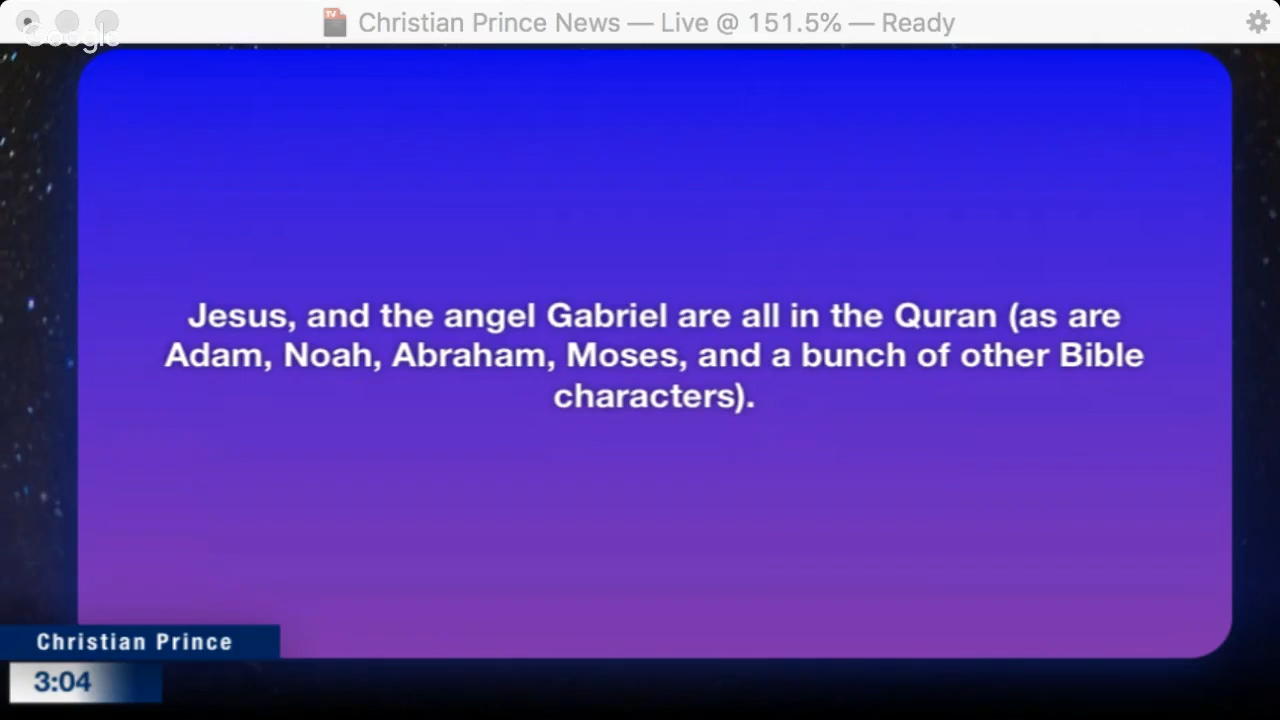 Christian Prince News — Live @ 151.5% — Ready
Google
Jesus, and the angel Gabriel are all in the Quran (as are
Adam, Noah, Abraham, Moses, and a bunch of other Bible
characters).
Christian Prince
3:04